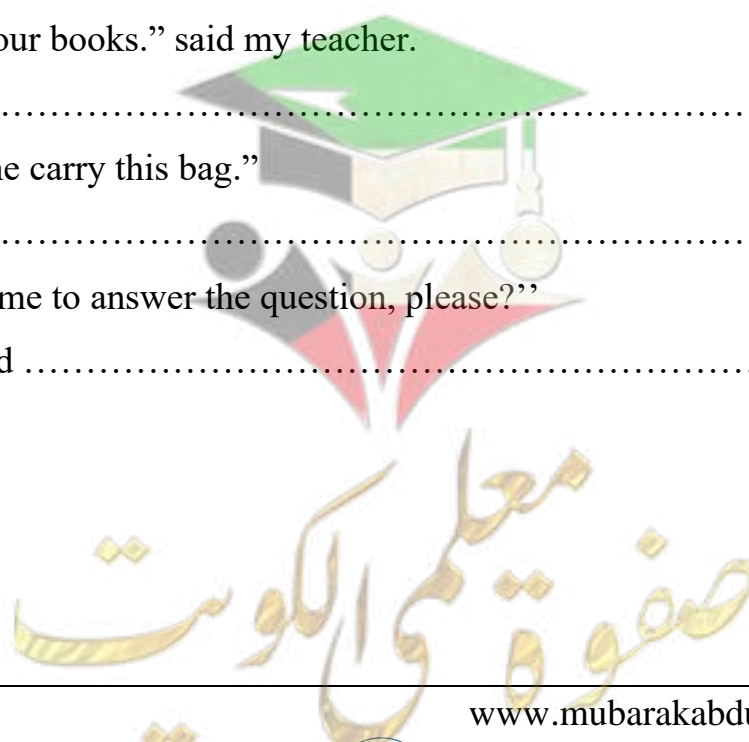 our books.” said my teacher.
………………………………………………………………
ne carry this bag.”
………………………………………………………………
me to answer the question, please?’’
d ……………………………………………………………
معلمي
صفوة
الكويت
www.mubarakabdu